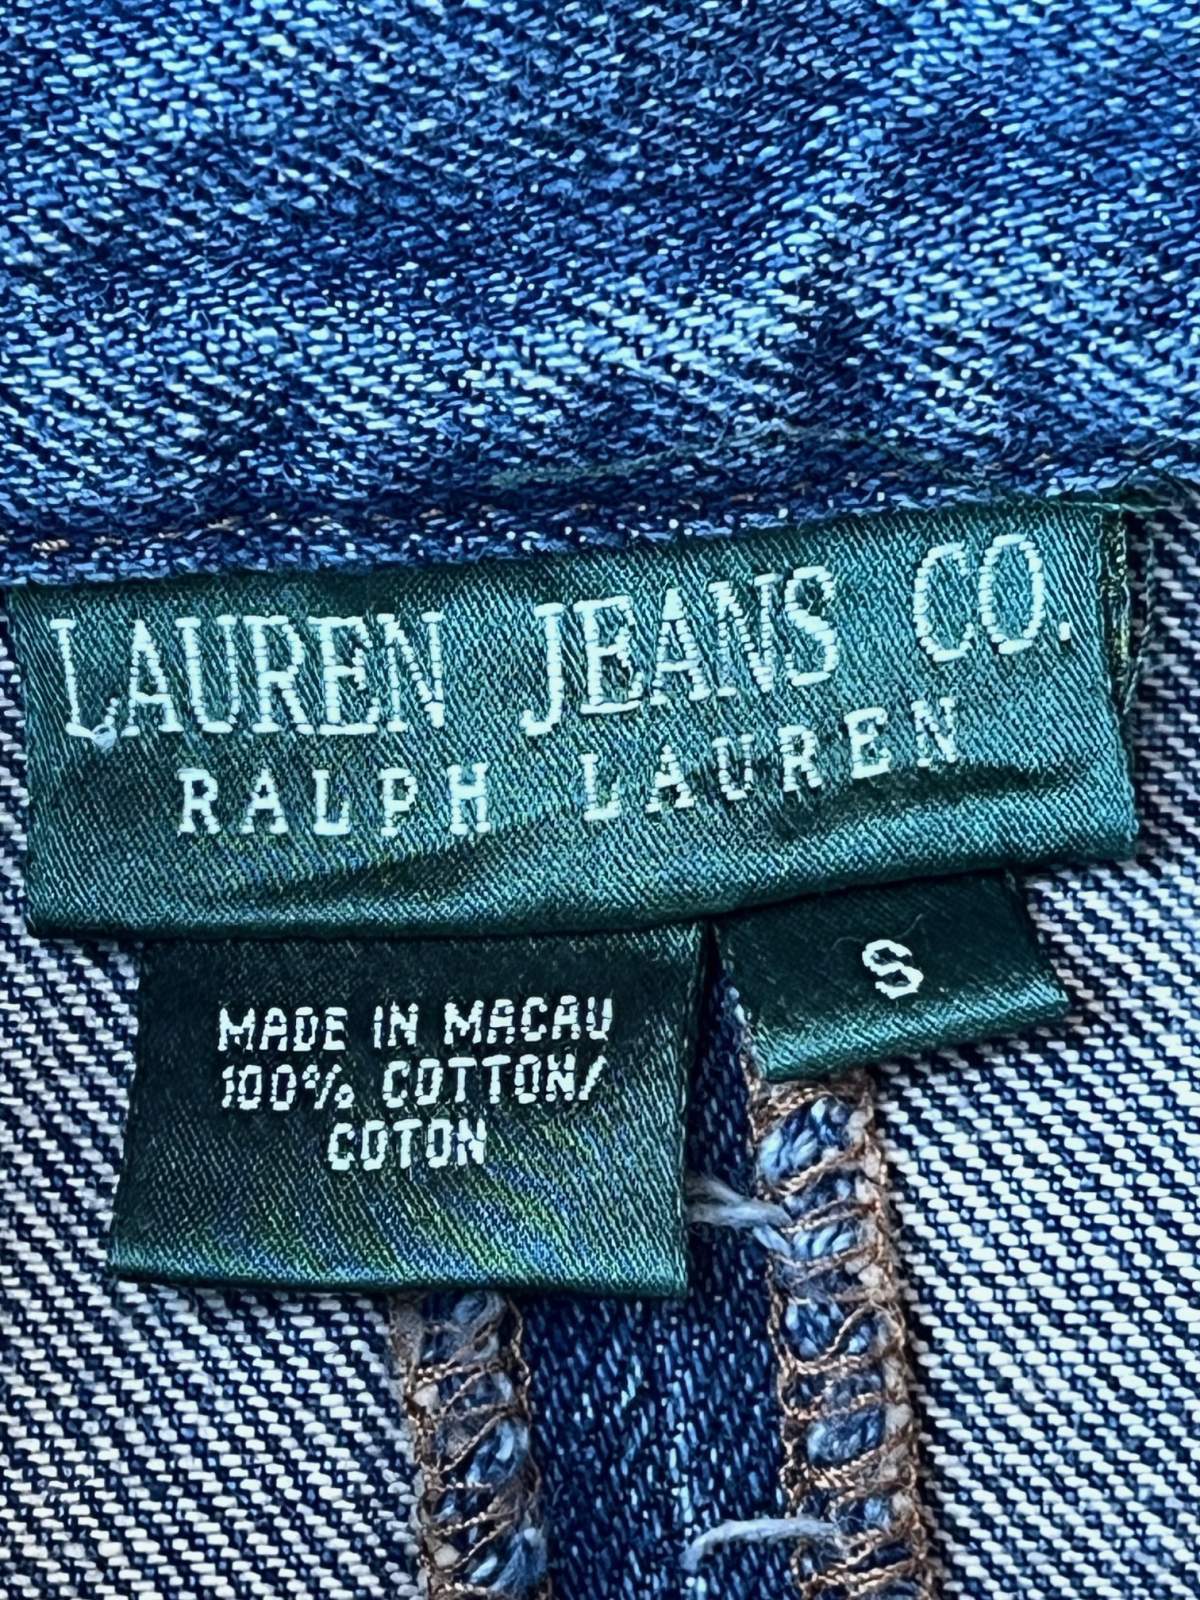 LAUREN JEANS CO.
RALPH LAUREN
S
MADE IN MACAU
100% COTTON/
COTON